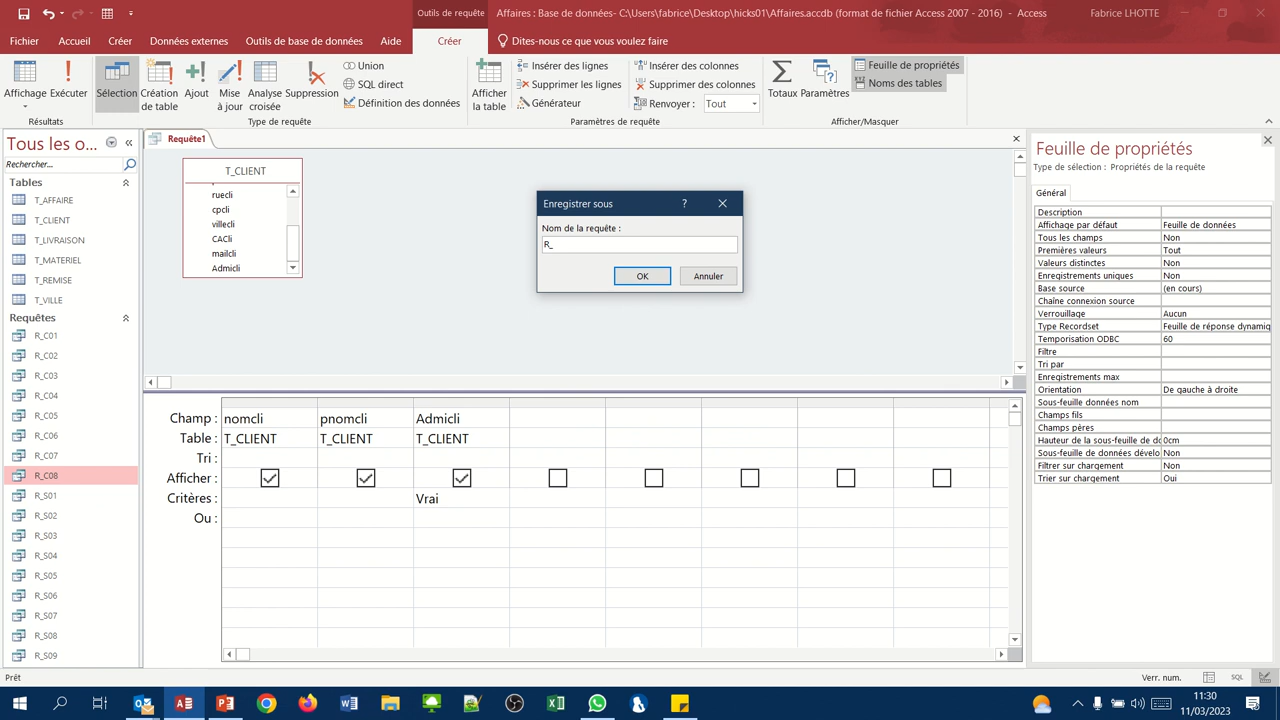 Outils de requête
Affaires : Base de données- C:\Users\fabrice\Desktop\hicks01\Affaires.accdb (format de fichier Access 2007 - 2016) - Access
Fabrice LHOTTE
Fichier Accueil Créer Données externes Outils de base de données Aide Créer Dites-nous ce que vous voulez faire
Affichage Exécuter
Résultats
Sélection Création de table Ajout Mise à jour Analyse croisée Suppression
Union
SQL direct
Définition des données
Type de requête
Afficher la table
Insérer des lignes
Supprimer les lignes
Générateur
Insérer des colonnes
Supprimer des colonnes
Renvoyer : Tout
Paramètres de requête
Totaux Paramètres
Feuille de propriétés
Noms des tables
Afficher/Masquer
Tous les o...
Rechercher...
Tables
T_AFFAIRE
T_CLIENT
T_LIVRAISON
T_MATERIEL
T_REMISE
T_VILLE
Requêtes
R_C01
R_C02
R_C03
R_C04
R_C05
R_C06
R_C07
R_C08
R_S01
R_S02
R_S03
R_S04
R_S05
R_S06
R_S07
R_S08
R_S09
Requête1
T_CLIENT
ruecli
cpcli
villecli
CACli
mailcli
Admicli
Enregistrer sous
Nom de la requête :
R_
OK Annuler
Champ : nomcli pnomcli Admicli
Table : T_CLIENT T_CLIENT T_CLIENT
Tri :
Afficher :
Critères : Vrai
Ou :
Feuille de propriétés
Type de sélection : Propriétés de la requête
Général
Description
Affichage par défaut Feuille de données
Tous les champs Non
Premières valeurs Tout
Valeurs distinctes Non
Enregistrements uniques Non
Base source (en cours)
Chaîne connexion source
Verrouillage Aucun
Type Recordset Feuille de réponse dynamiq
Temporisation ODBC 60
Filtre
Tri par
Enregistrements max
Orientation De gauche à droite
Sous-feuille données nom
Champs fils
Champs pères
Hauteur de la sous-feuille de do 0cm
Sous-feuille de données dévelo Non
Filtrer sur chargement Non
Trier sur chargement Oui
Prêt
Verr. num. SQL
11:30
11/03/2023